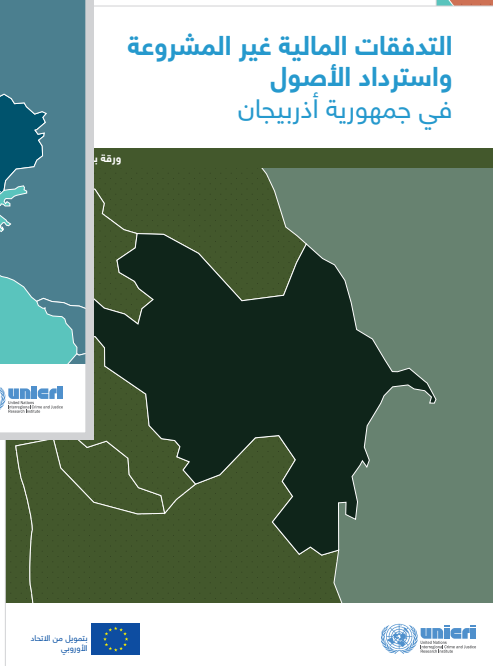 التدفقات المالية غير المشروعة
واسترداد الأصول
في جمهورية أذربيجان
ورقة
unicri
United Nations
Interregional Crime and Justice
Research Institute
بتمويل من الاتحاد
الأوروبي
unicri
United Nations
Interregional Crime and Justice
Research Institute